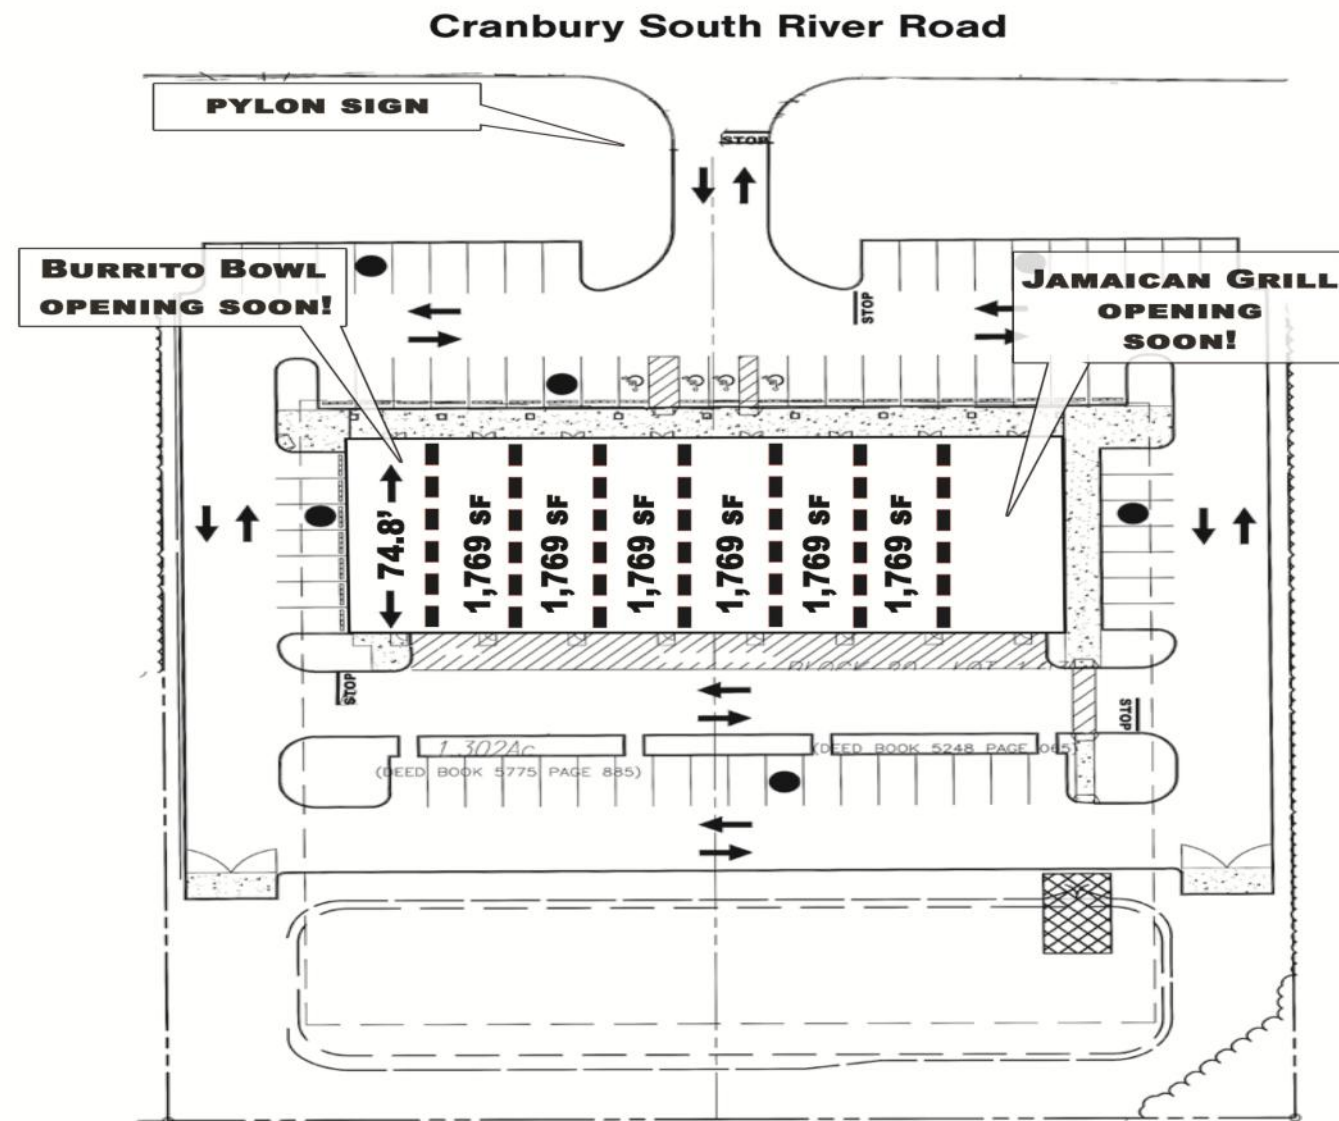 Cranbury South River Road
PYLON SIGN
STOP
BURRITO BOWL
OPENING SOON!
JAMAICAN GRILL
OPENING
SOON!
STOP
74.8'
1,769 SF
1,769 SF
1,769 SF
1,769 SF
1,769 SF
1,769 SF
STOP
STOP
1.302Ac
(DEED BOOK 5248 PAGE 065)
(DEED BOOK 5775 PAGE 885)